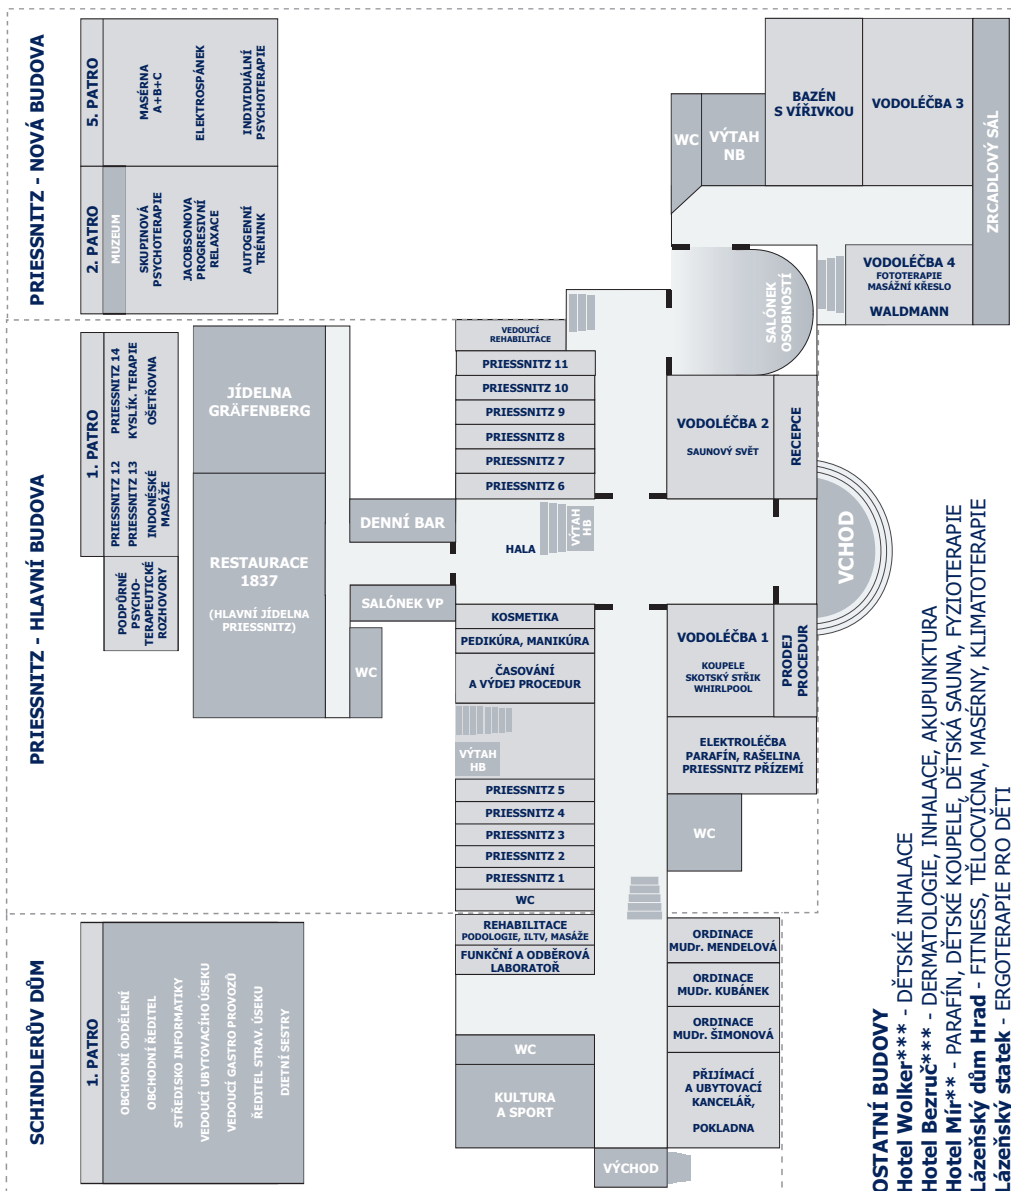 PRIESSNITZ - NOVÁ BUDOVA
5. PATRO
MASÉRNA
A+B+C
ELEKTROSPÁNEK
INDIVIDUÁLNÍ
PSYCHOTERAPIE
2. PATRO
MUZEUM
SKUPINOVÁ
PSYCHOTERAPIE
JACOBSONOVA
PROGRESIVNÍ
RELAXACE
AUTOGENNÍ
TRÉNINK
WC
VÝTAH
NB
BAZÉN
S VÍŘIVKOU
VODOLÉČBA 3
ZRCADLOVÝ SÁL
VODOLÉČBA 4
FOTOTERAPIE
MASÁŽNÍ KŘESLO
WALDMANN
SALÓNEK
OSOBNOSTÍ
PRIESSNITZ - HLAVNÍ BUDOVA
1. PATRO
PRIESSNITZ 14
KYSLÍK. TERAPIE
OŠETŘOVNA
PRIESSNITZ 12
PRIESSNITZ 13
INDONÉSKÉ
MASÁŽE
PODPŮRNÉ
PSYCHO-
TERAPEUTICKÉ
ROZHOVORY
JÍDELNA
GRÄFENBERG
RESTAURACE
1837
(HLAVNÍ JÍDELNA
PRIESSNITZ)
DENNÍ BAR
SALÓNEK VP
WC
VEDOUCÍ
REHABILITACE
PRIESSNITZ 11
PRIESSNITZ 10
PRIESSNITZ 9
PRIESSNITZ 8
PRIESSNITZ 7
PRIESSNITZ 6
HALA
VÝTAH
HB
VODOLÉČBA 2
SAUNOVÝ SVĚT
RECEPCE
VCHOD
KOSMETIKA
PEDIKÚRA, MANIKÚRA
ČASOVÁNÍ
A VÝDEJ PROCEDUR
VÝTAH
HB
VODOLÉČBA 1
KOUPELE
SKOTSKÝ STŘIK
WHIRLPOOL
PRODEJ
PROCEDUR
ELEKTROLÉČBA
PARAFÍN, RAŠELINA
PRIESSNITZ PŘÍZEMÍ
PRIESSNITZ 5
PRIESSNITZ 4
PRIESSNITZ 3
PRIESSNITZ 2
PRIESSNITZ 1
WC
WC
SCHINDLERŮV DŮM
1. PATRO
OBCHODNÍ ODDĚLENÍ
OBCHODNÍ ŘEDITEL
STŘEDISKO INFORMATIKY
VEDOUCÍ UBYTOVACÍHO ÚSEKU
VEDOUCÍ GASTRO PROVOZŮ
ŘEDITEL STRAV. ÚSEKU
DIETNÍ SESTRY
REHABILITACE
PODOLOGIE, ILTV, MASÁŽE
FUNKČNÍ A ODBĚROVÁ
LABORATOŘ
WC
KULTURA
A SPORT
ORDINACE
MUDr. MENDELOVÁ
ORDINACE
MUDr. KUBÁNEK
ORDINACE
MUDr. ŠIMONOVÁ
PŘIJÍMACÍ
A UBYTOVACÍ
KANCELÁŘ,
POKLADNA
VÝCHOD
OSTATNÍ BUDOVY
Hotel Wolker*** - DĚTSKÉ INHALACE
Hotel Bezruč*** - DERMATOLOGIE, INHALACE, AKUPUNKTURA
Hotel Mír** - PARAFÍN, DĚTSKÉ KOUPELE, DĚTSKÁ SAUNA, FYZIOTERAPIE
Lázeňský dům Hrad - FITNESS, TĚLOCVIČNA, MASÉRNY, KLIMATOTERAPIE
Lázeňský statek - ERGOTERAPIE PRO DĚTI